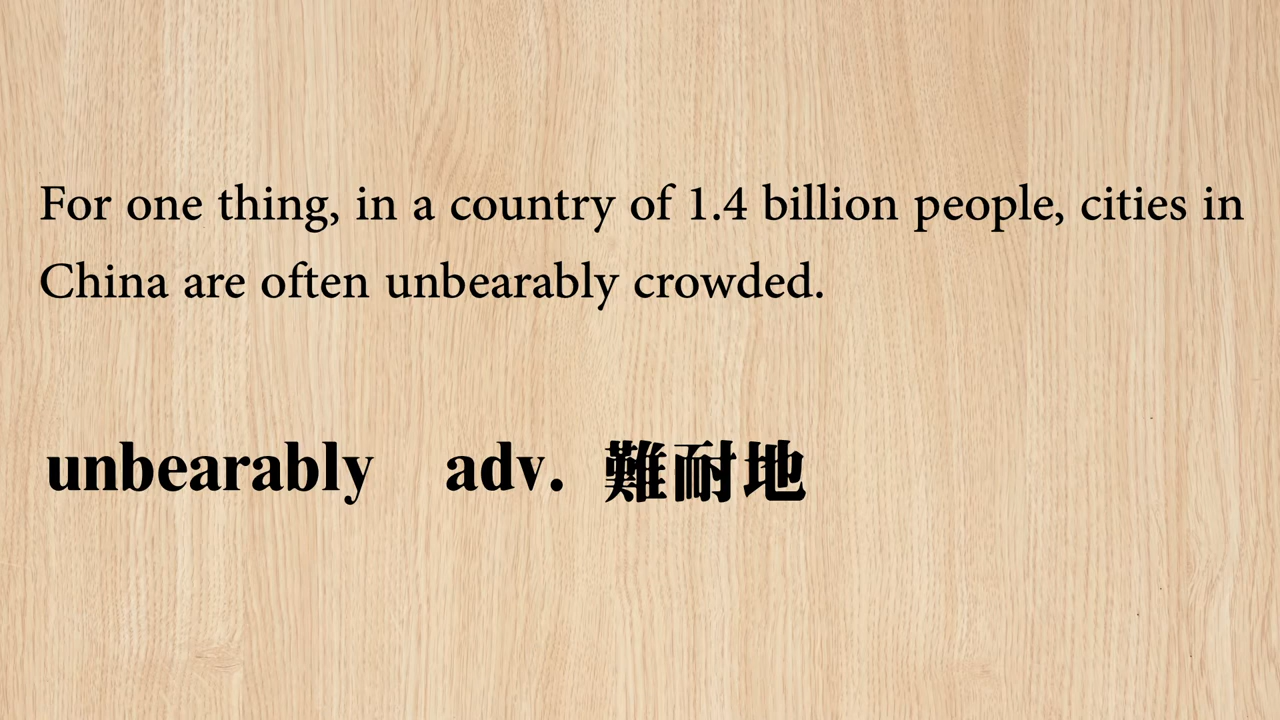 For one thing, in a country of 1.4 billion people, cities in
China are often unbearably crowded.
unbearably adv. 難耐地